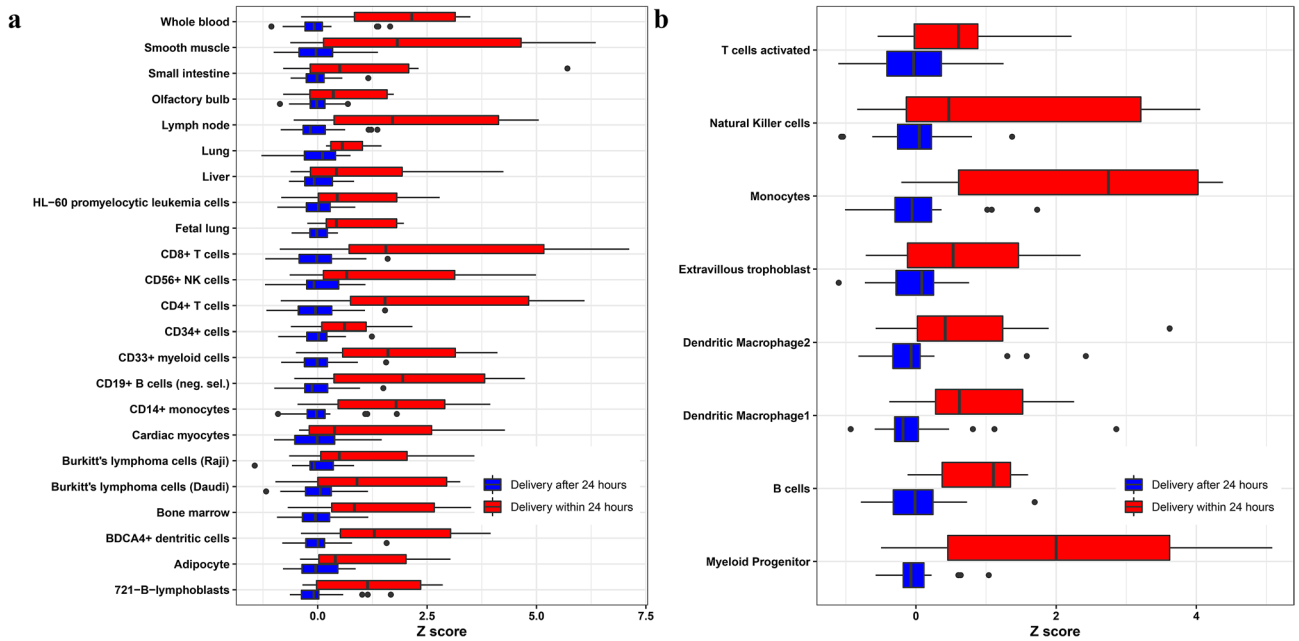 a
Whole blood
Smooth muscle
Small intestine
Olfactory bulb
Lymph node
Lung
Liver
HL−60 promyelocytic leukemia cells
Fetal lung
CD8+ T cells
CD56+ NK cells
CD4+ T cells
CD34+ cells
CD33+ myeloid cells
CD19+ B cells (neg. sel.)
CD14+ monocytes
Cardiac myocytes
Burkitt's lymphoma cells (Raji)
Burkitt's lymphoma cells (Daudi)
Bone marrow
BDCA4+ dentritic cells
Adipocyte
721−B−lymphoblasts
Delivery after 24 hours
Delivery within 24 hours
0.0 2.5 5.0 7.5
Z score
b
T cells activated
Natural Killer cells
Monocytes
Extravillous trophoblast
Dendritic Macrophage2
Dendritic Macrophage1
B cells
Myeloid Progenitor
Delivery after 24 hours
Delivery within 24 hours
0 2 4
Z score